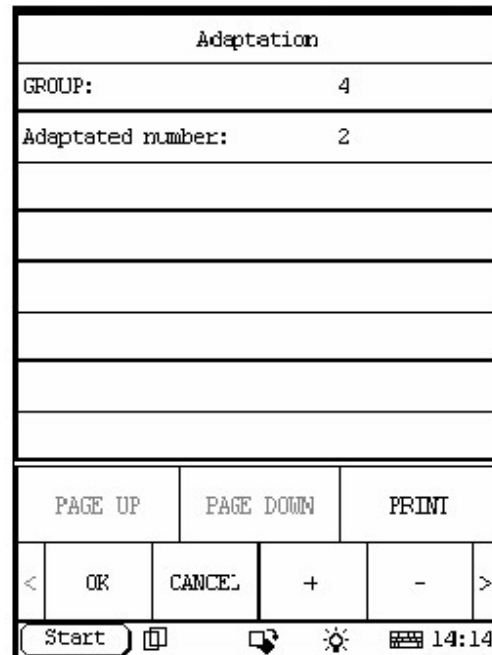 Adaptation
GROUP: 4
Adaptated number: 2
PAGE UP PAGE DOWN PRINT
< OK CANCEL + - >
Start 14:14